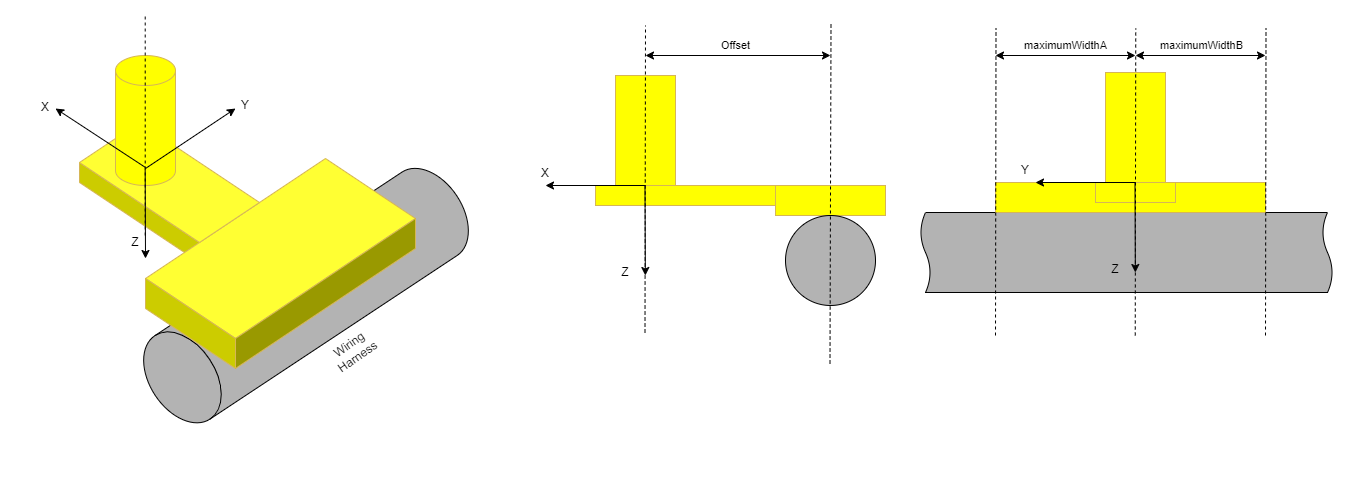 X
Y
Z
Wiring
Harness
Offset
X
Z
maximumWidthA
maximumWidthB
Y
Z